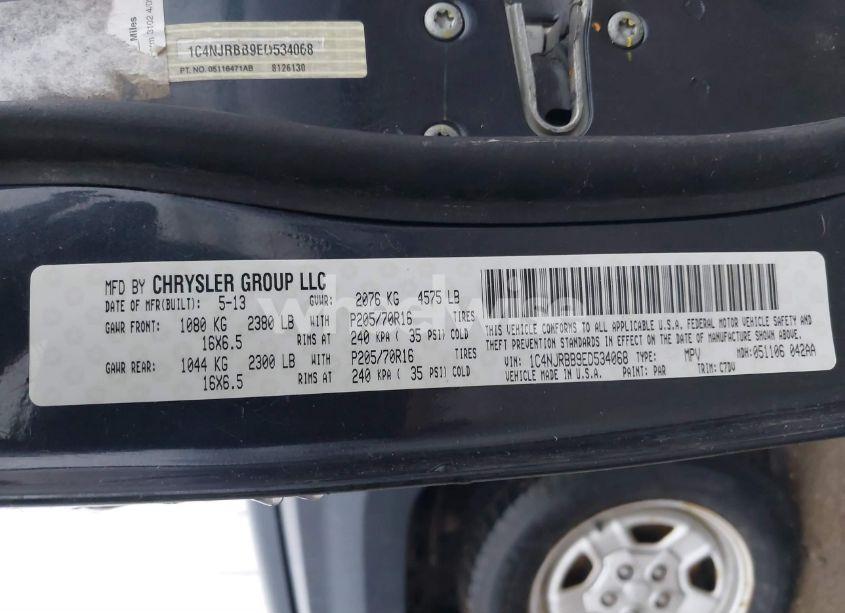 Miles
1C4NJRBB9ED534068
PT. NO. 05116471AB 8126130
MFD BY CHRYSLER GROUP LLC
DATE OF MFR(BUILT): 5-13 GVWR: 2076 KG 4575 LB
GAWR FRONT: 1080 KG 2380 LB WITH P205/70R16 TIRES
16X6.5 RIMS AT 240 KPA ( 35 PSI) COLD
GAWR REAR: 1044 KG 2300 LB WITH P205/70R16 TIRES
16X6.5 RIMS AT 240 KPA ( 35 PSI) COLD
THIS VEHICLE CONFORMS TO ALL APPLICABLE U.S.A. FEDERAL MOTOR VEHICLE SAFETY AND
THEFT PREVENTION STANDARDS IN EFFECT ON THE DATE OF MANUFACTURE SHOWN ABOVE.
VIN: 1C4NJRBB9ED534068 TYPE: MPV MDH: 051106 042AA
VEHICLE MADE IN U.S.A. PAINT: PAR TRIM: C7DV